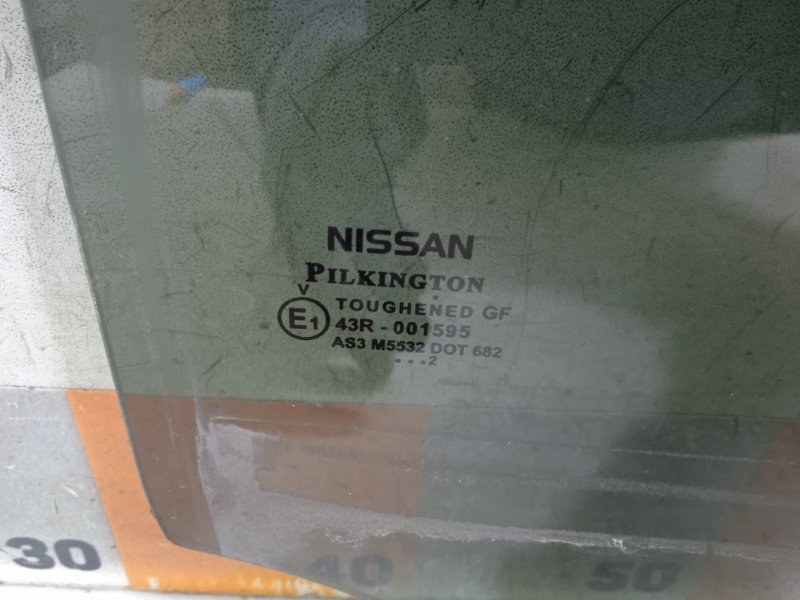 NISSAN
PILKINGTON
V
E1
TOUGHENED GF
43R - 001595
AS3 M5532 DOT 682
...2
30
40
50